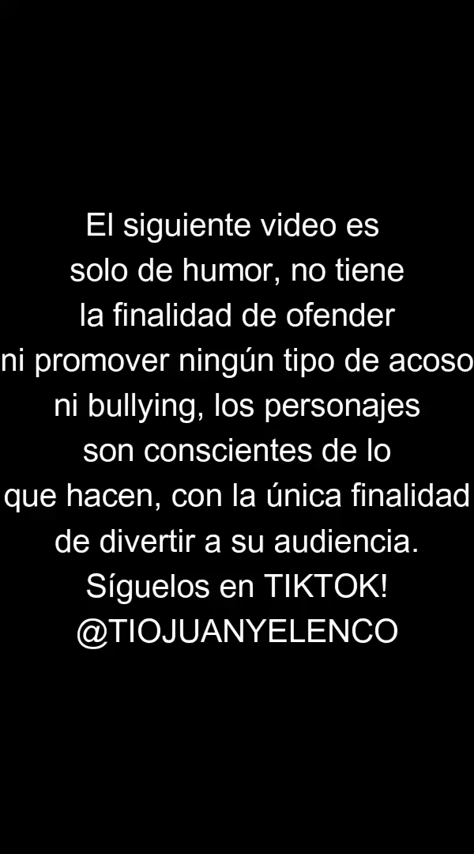 El siguiente video es
solo de humor, no tiene
la finalidad de ofender
ni promover ningún tipo de acoso
ni bullying, los personajes
son conscientes de lo
que hacen, con la única finalidad
de divertir a su audiencia.
Síguelos en TIKTOK!
@TIOJUANYELENCO